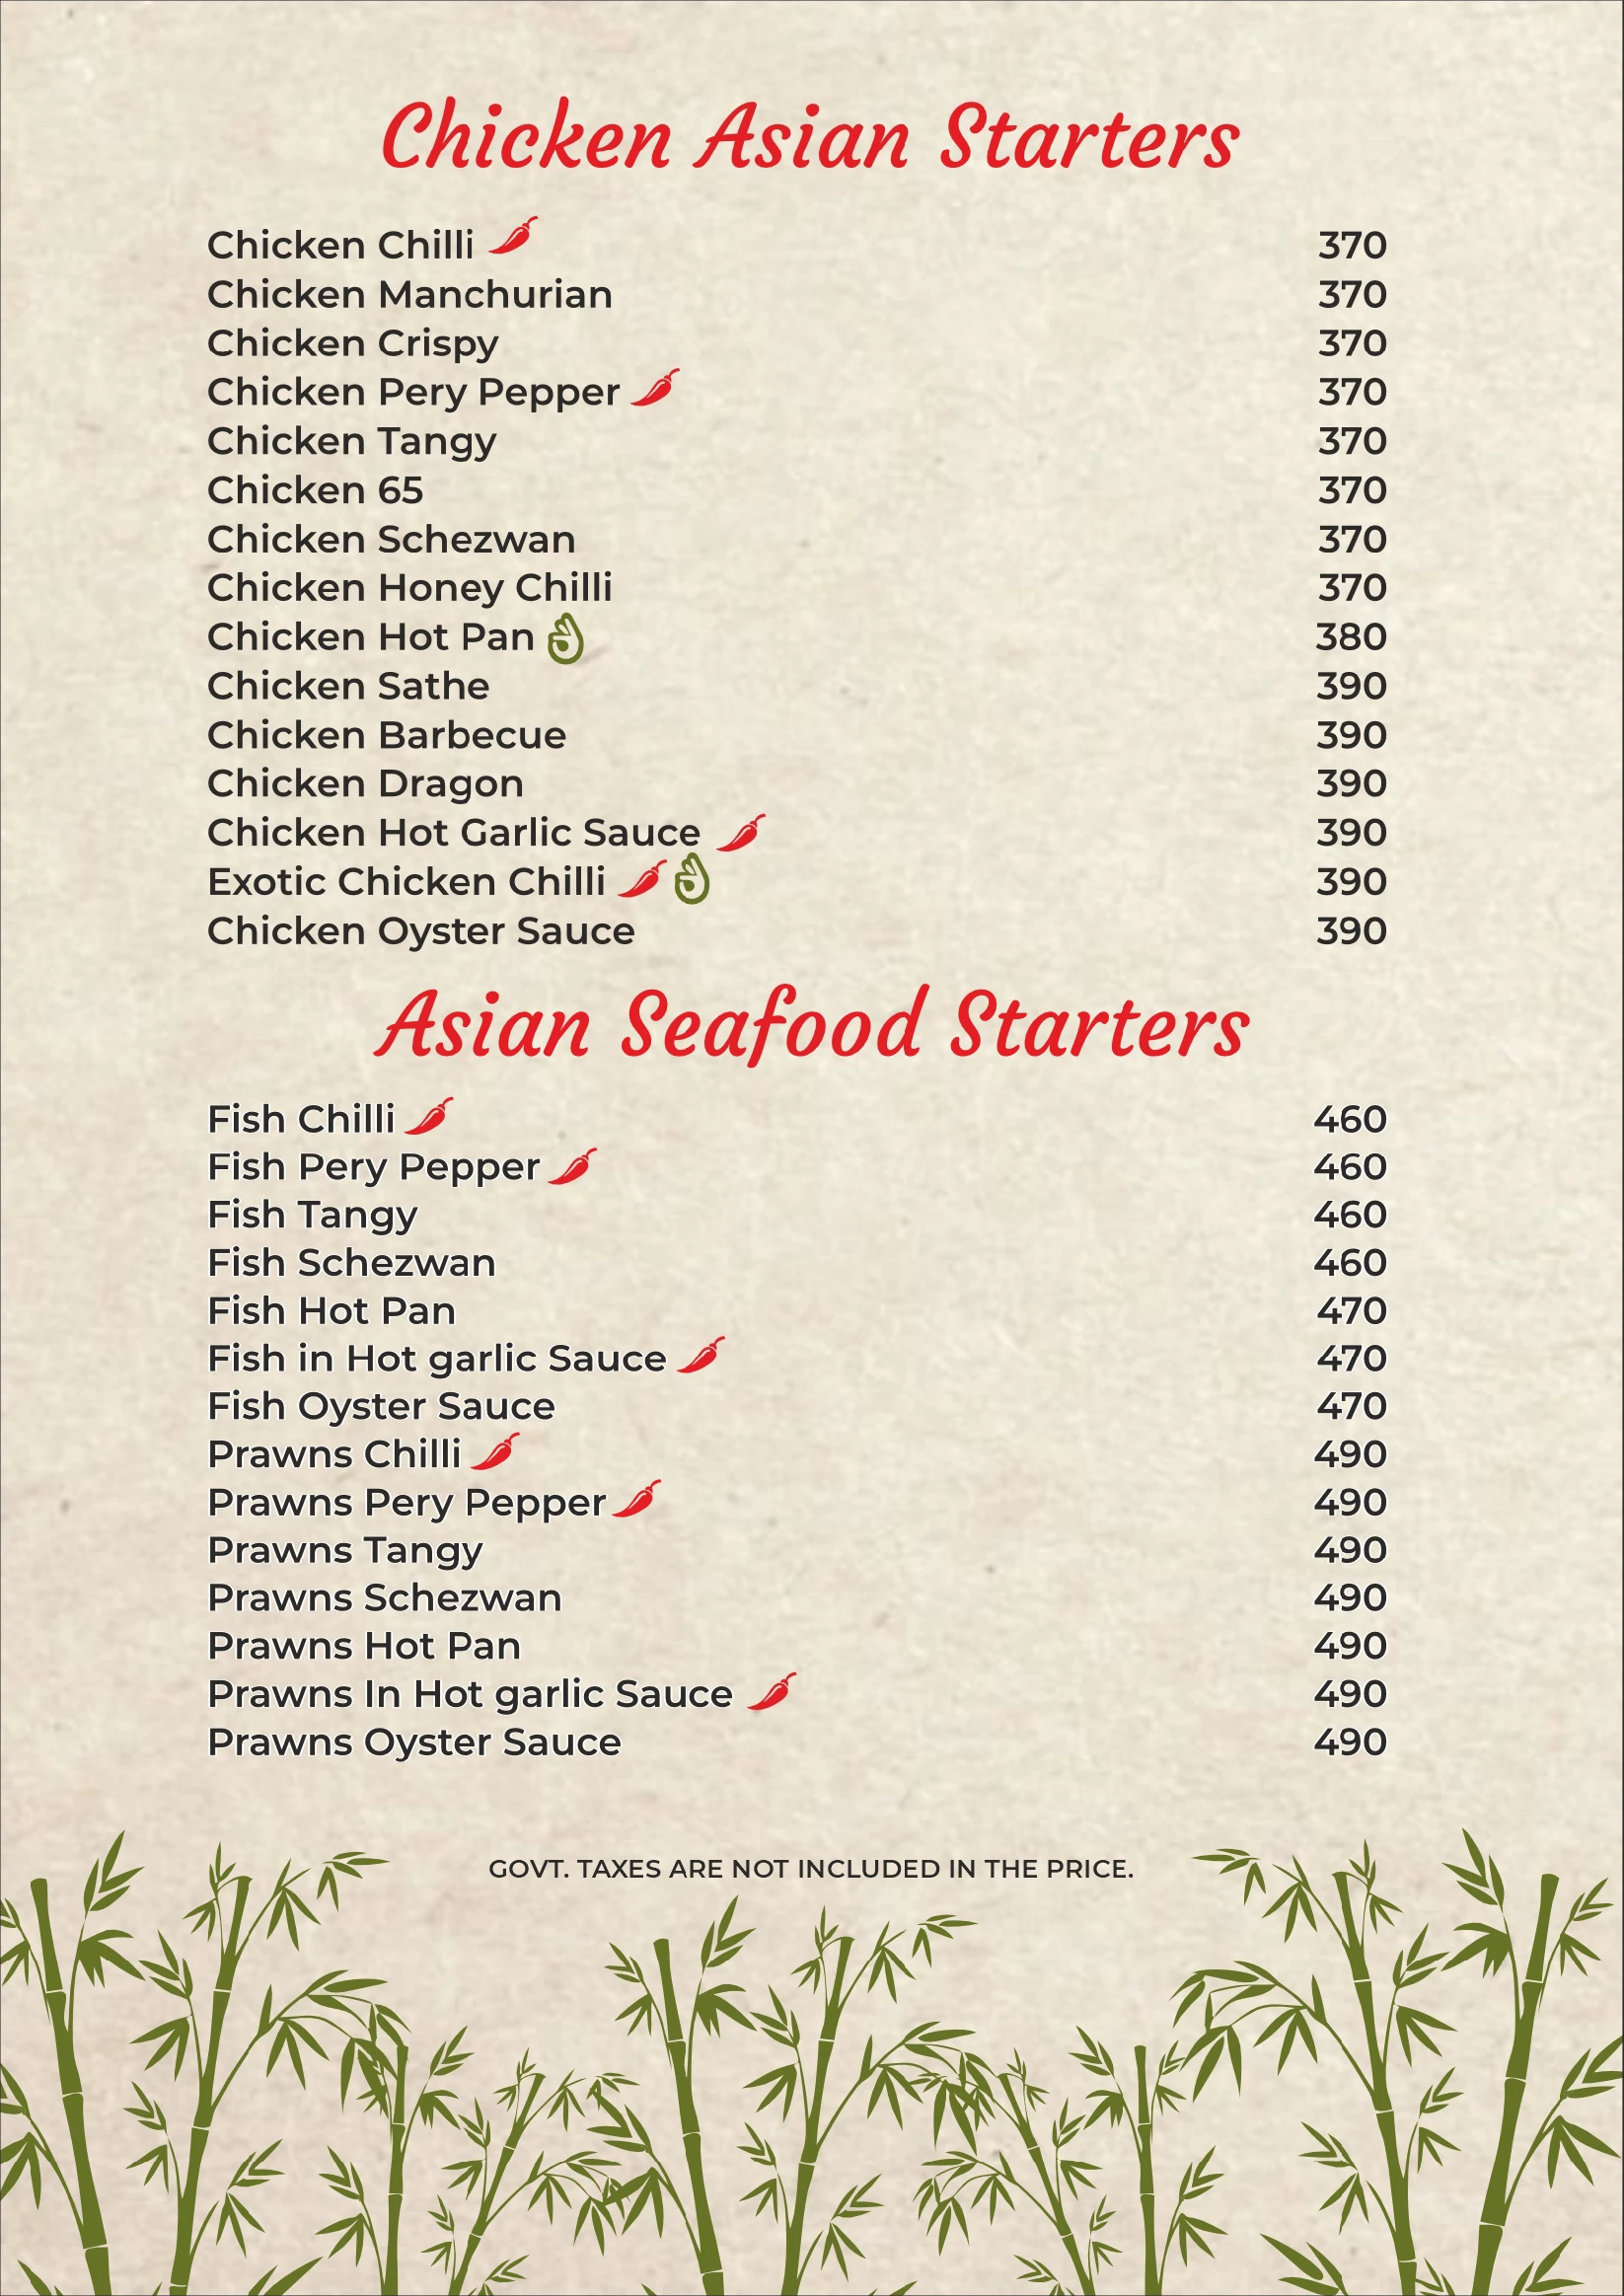 Chicken Asian Starters
Chicken Chilli 370
Chicken Manchurian 370
Chicken Crispy 370
Chicken Pery Pepper 370
Chicken Tangy 370
Chicken 65 370
Chicken Schezwan 370
Chicken Honey Chilli 370
Chicken Hot Pan 380
Chicken Sathe 390
Chicken Barbecue 390
Chicken Dragon 390
Chicken Hot Garlic Sauce 390
Exotic Chicken Chilli 390
Chicken Oyster Sauce 390
Asian Seafood Starters
Fish Chilli 460
Fish Pery Pepper 460
Fish Tangy 460
Fish Schezwan 460
Fish Hot Pan 470
Fish in Hot garlic Sauce 470
Fish Oyster Sauce 470
Prawns Chilli 490
Prawns Pery Pepper 490
Prawns Tangy 490
Prawns Schezwan 490
Prawns Hot Pan 490
Prawns In Hot garlic Sauce 490
Prawns Oyster Sauce 490
GOVT. TAXES ARE NOT INCLUDED IN THE PRICE.